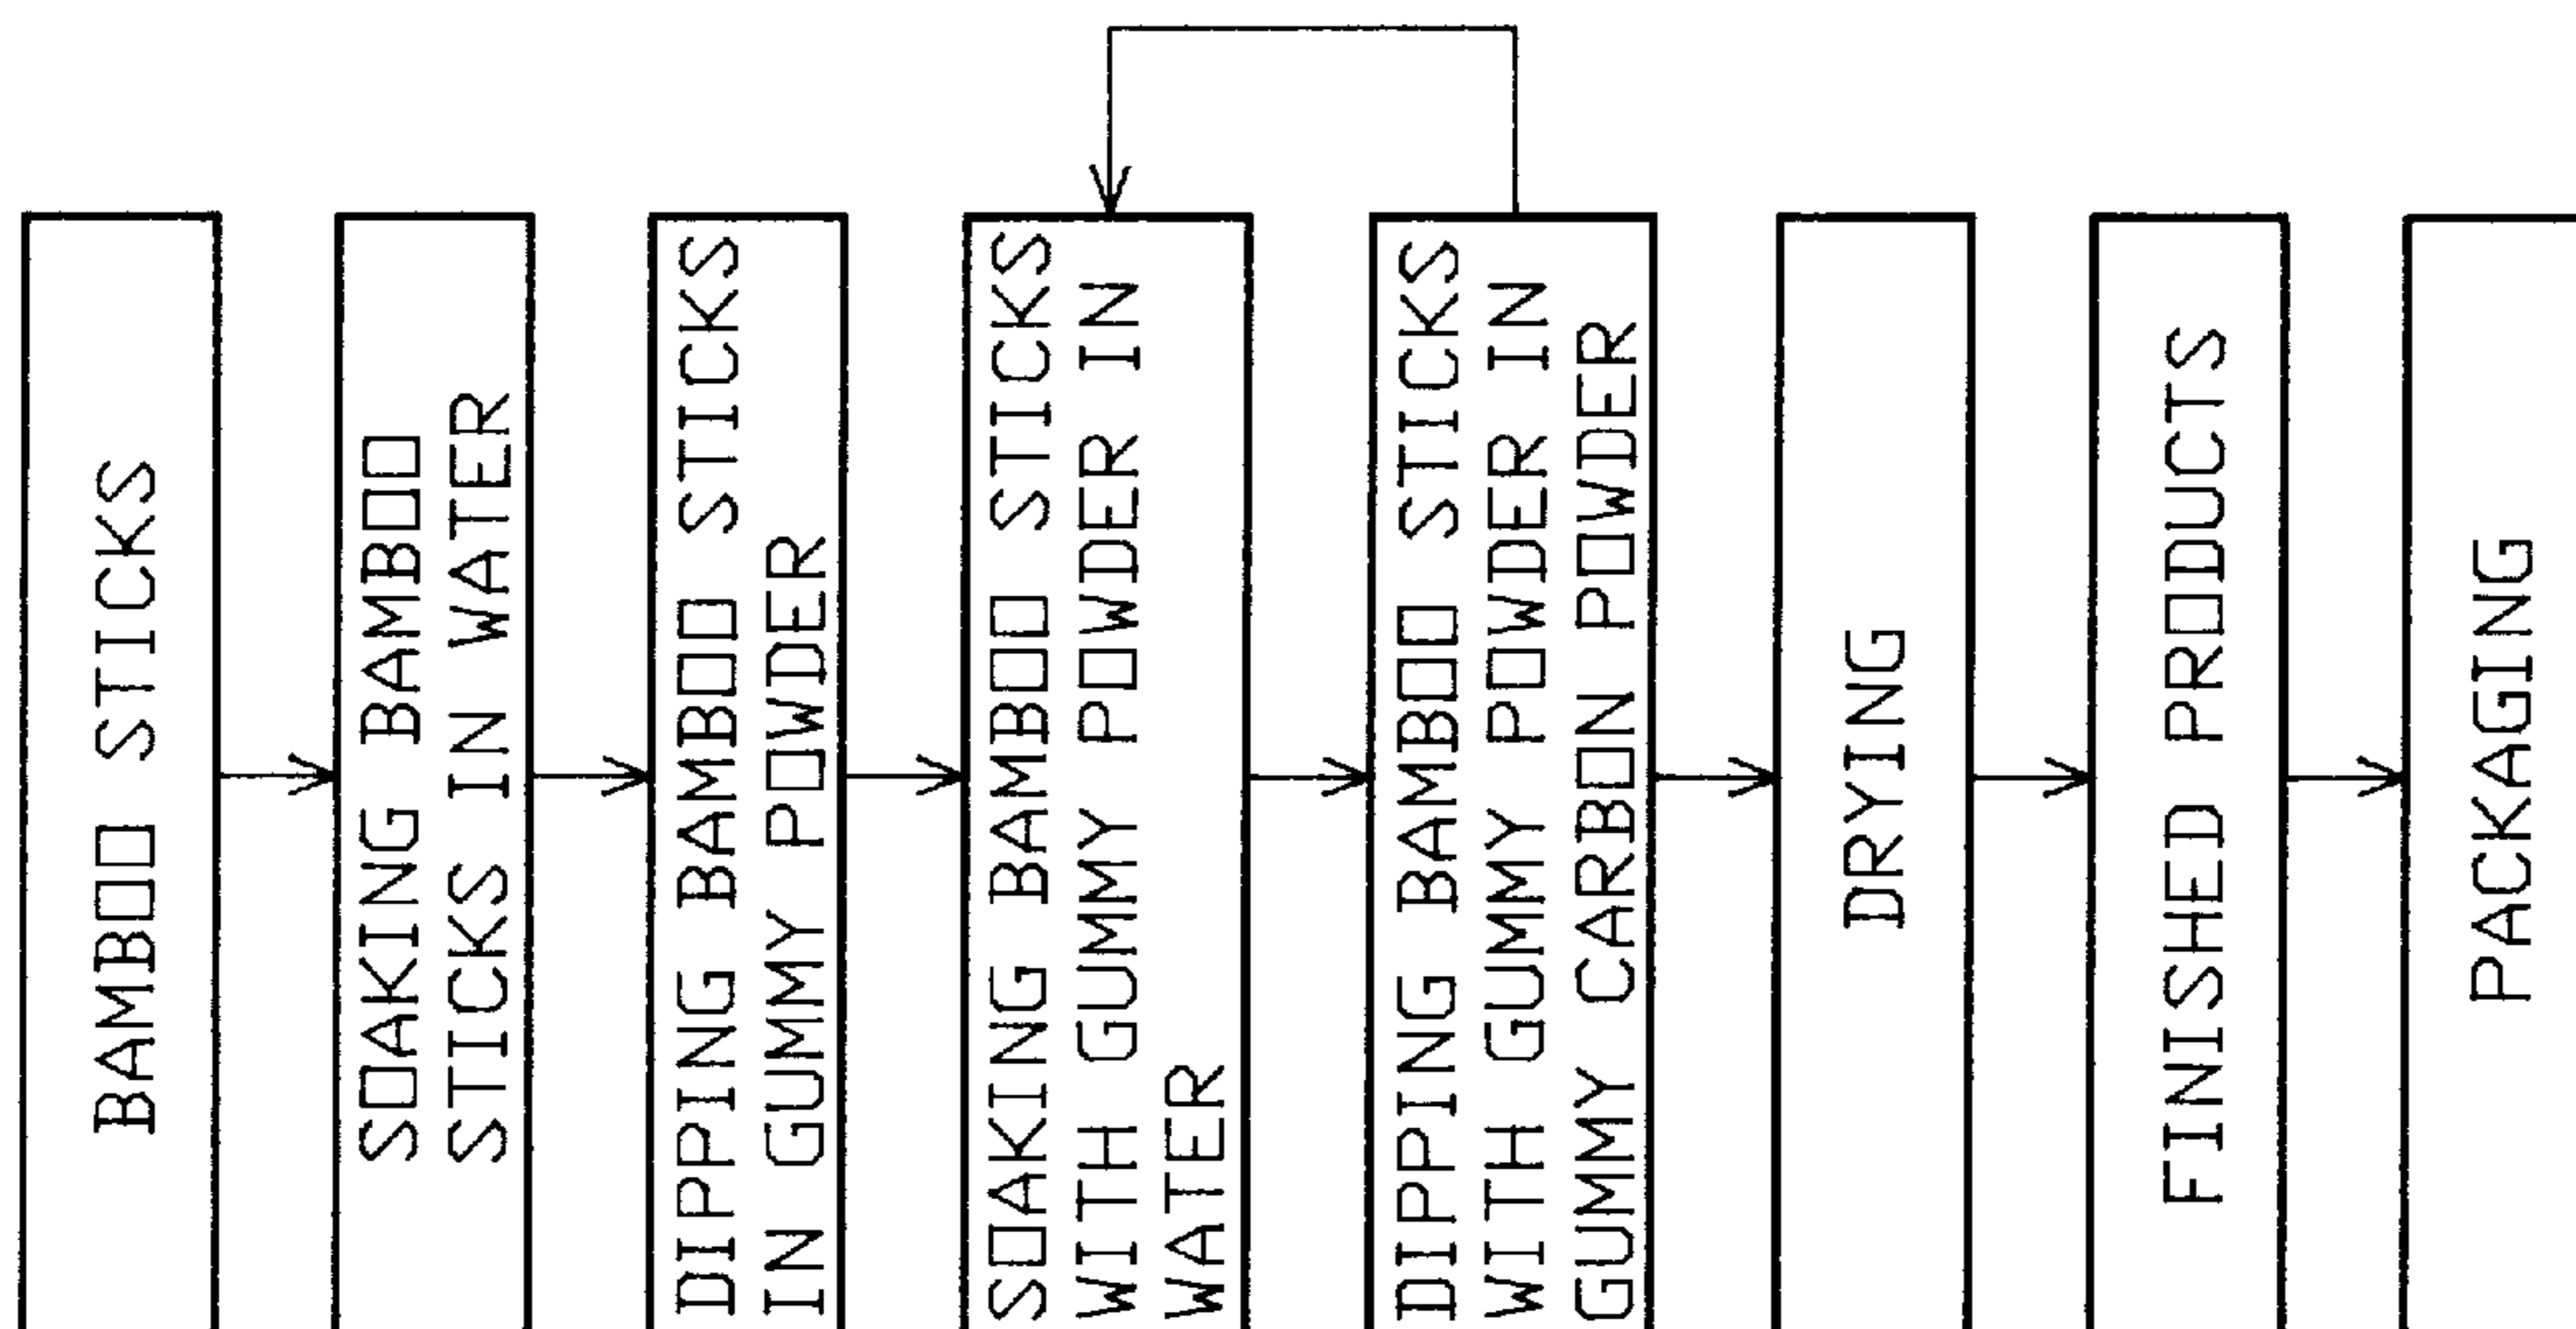 BAMBOO STICKS
SOAKING BAMBOO
STICKS IN WATER
DIPPING BAMBOO STICKS
IN GUMMY POWDER
SOAKING BAMBOO STICKS
WITH GUMMY POWDER IN
WATER
DIPPING BAMBOO STICKS
WITH GUMMY POWDER IN
GUMMY CARBON POWDER
DRYING
FINISHED PRODUCTS
PACKAGING